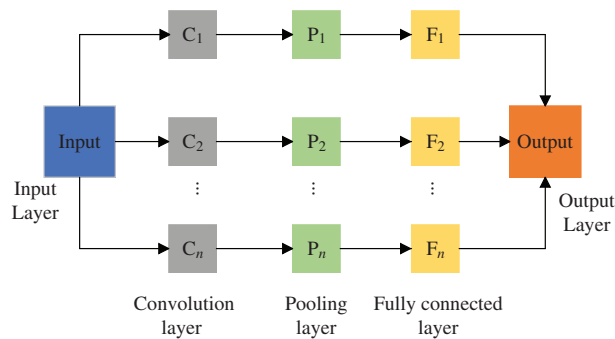 C₁ P₁ F₁
Input C₂ P₂ F₂ Output
Input
Layer
⋮ ⋮ ⋮
Output
Layer
Cₙ Pₙ Fₙ
Convolution
layer
Pooling
layer
Fully connected
layer